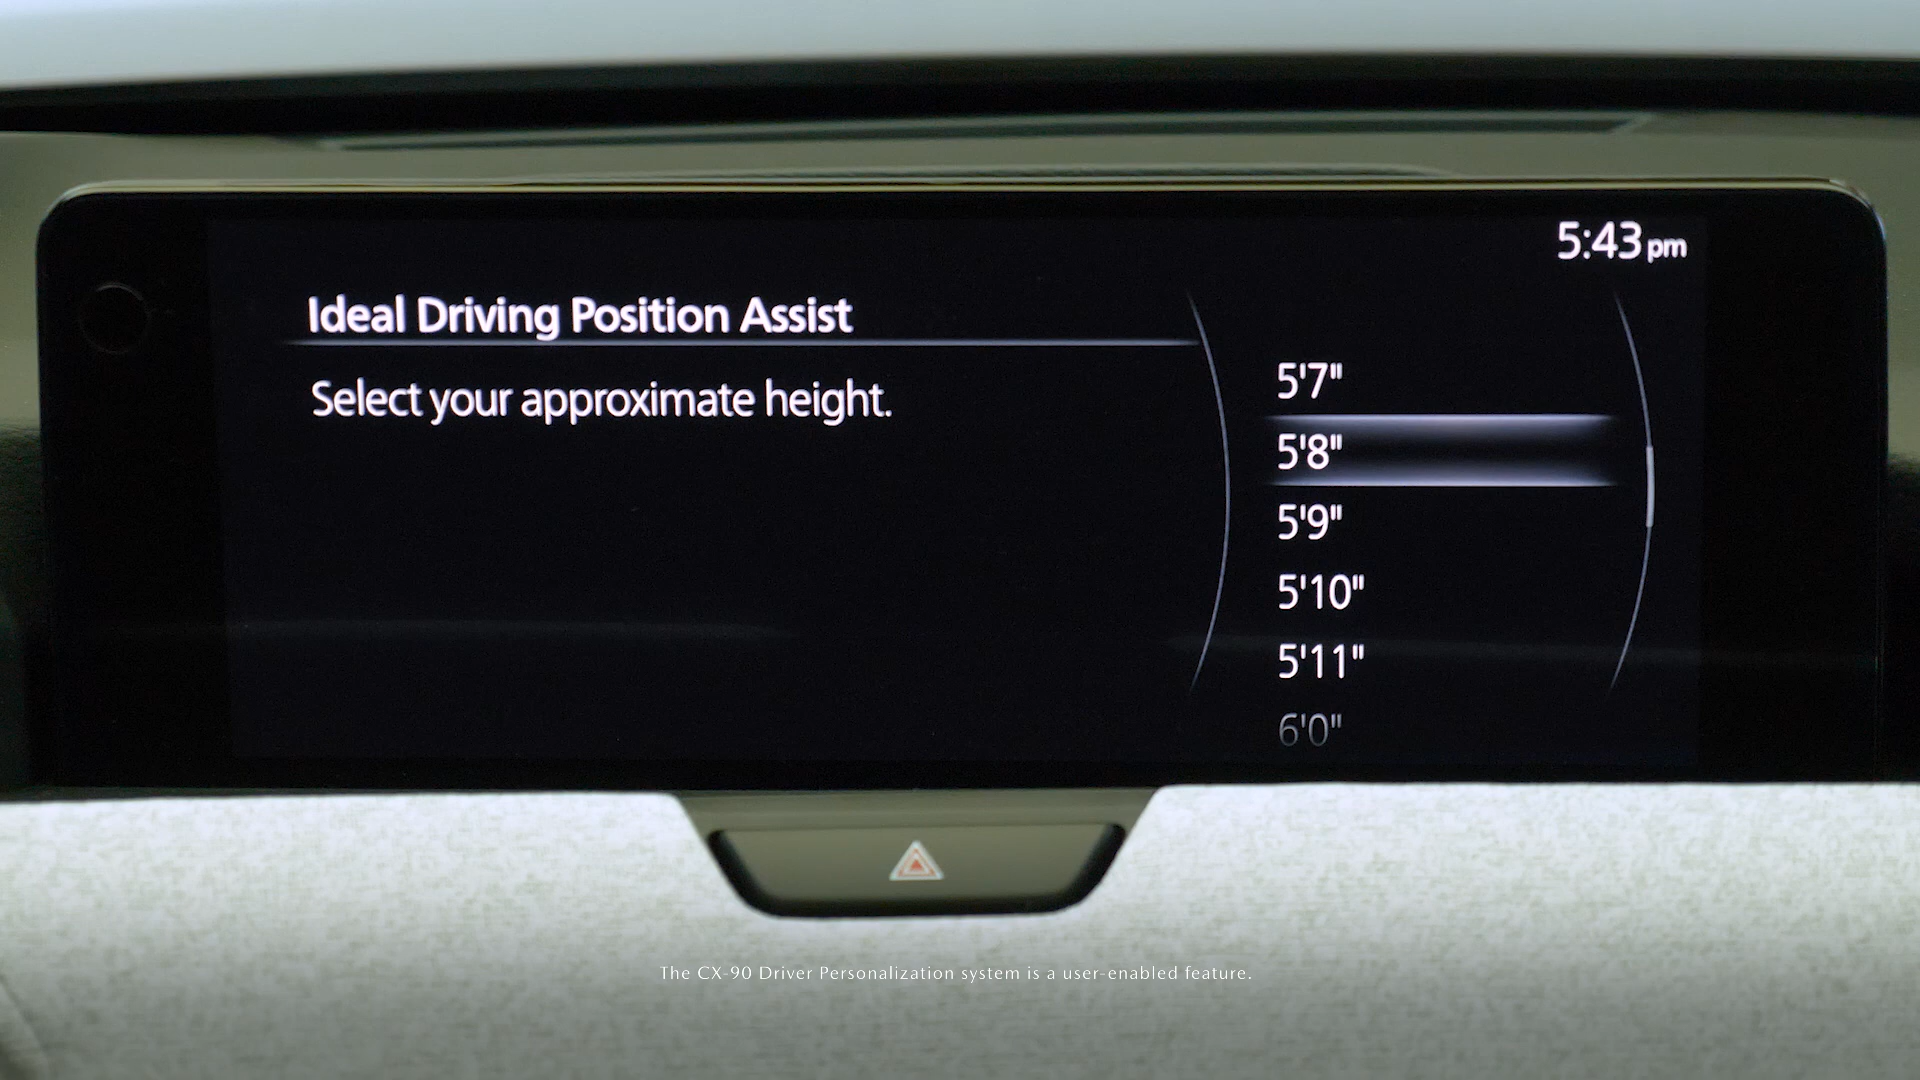 5:43 pm
Ideal Driving Position Assist
Select your approximate height.
5'7"
5'8"
5'9"
5'10"
5'11"
6'0"
The CX-90 Driver Personalization system is a user-enabled feature.